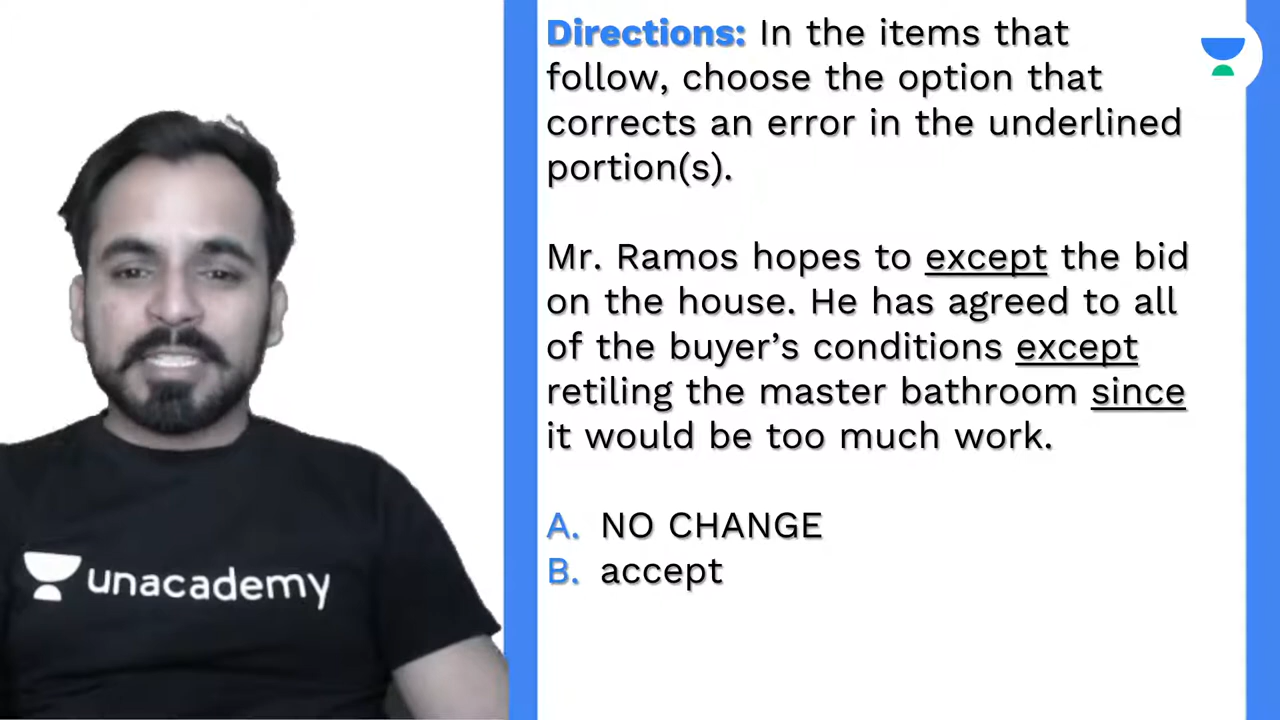 Directions: In the items that
follow, choose the option that
corrects an error in the underlined
portion(s).
Mr. Ramos hopes to except the bid
on the house. He has agreed to all
of the buyer’s conditions except
retiling the master bathroom since
it would be too much work.
A. NO CHANGE
B. accept
unacademy